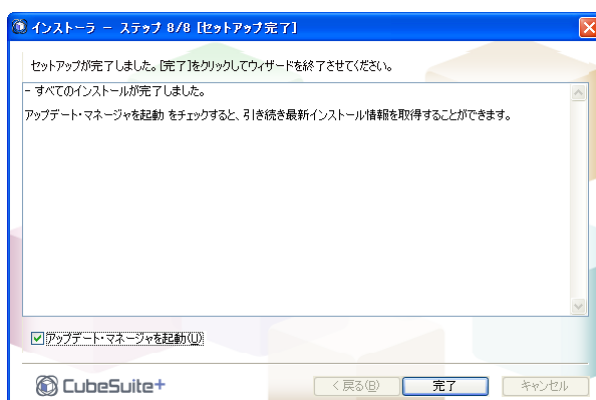 インストーラ － ステップ 8/8 [セットアップ完了]
セットアップが完了しました。[完了]をクリックしてウィザードを終了させてください。
- すべてのインストールが完了しました。
アップデート・マネージャを起動 をチェックすると、引き続き最新インストール情報を取得することができます。
アップデート・マネージャを起動(U)
CubeSuite+
< 戻る(B)
完了
キャンセル